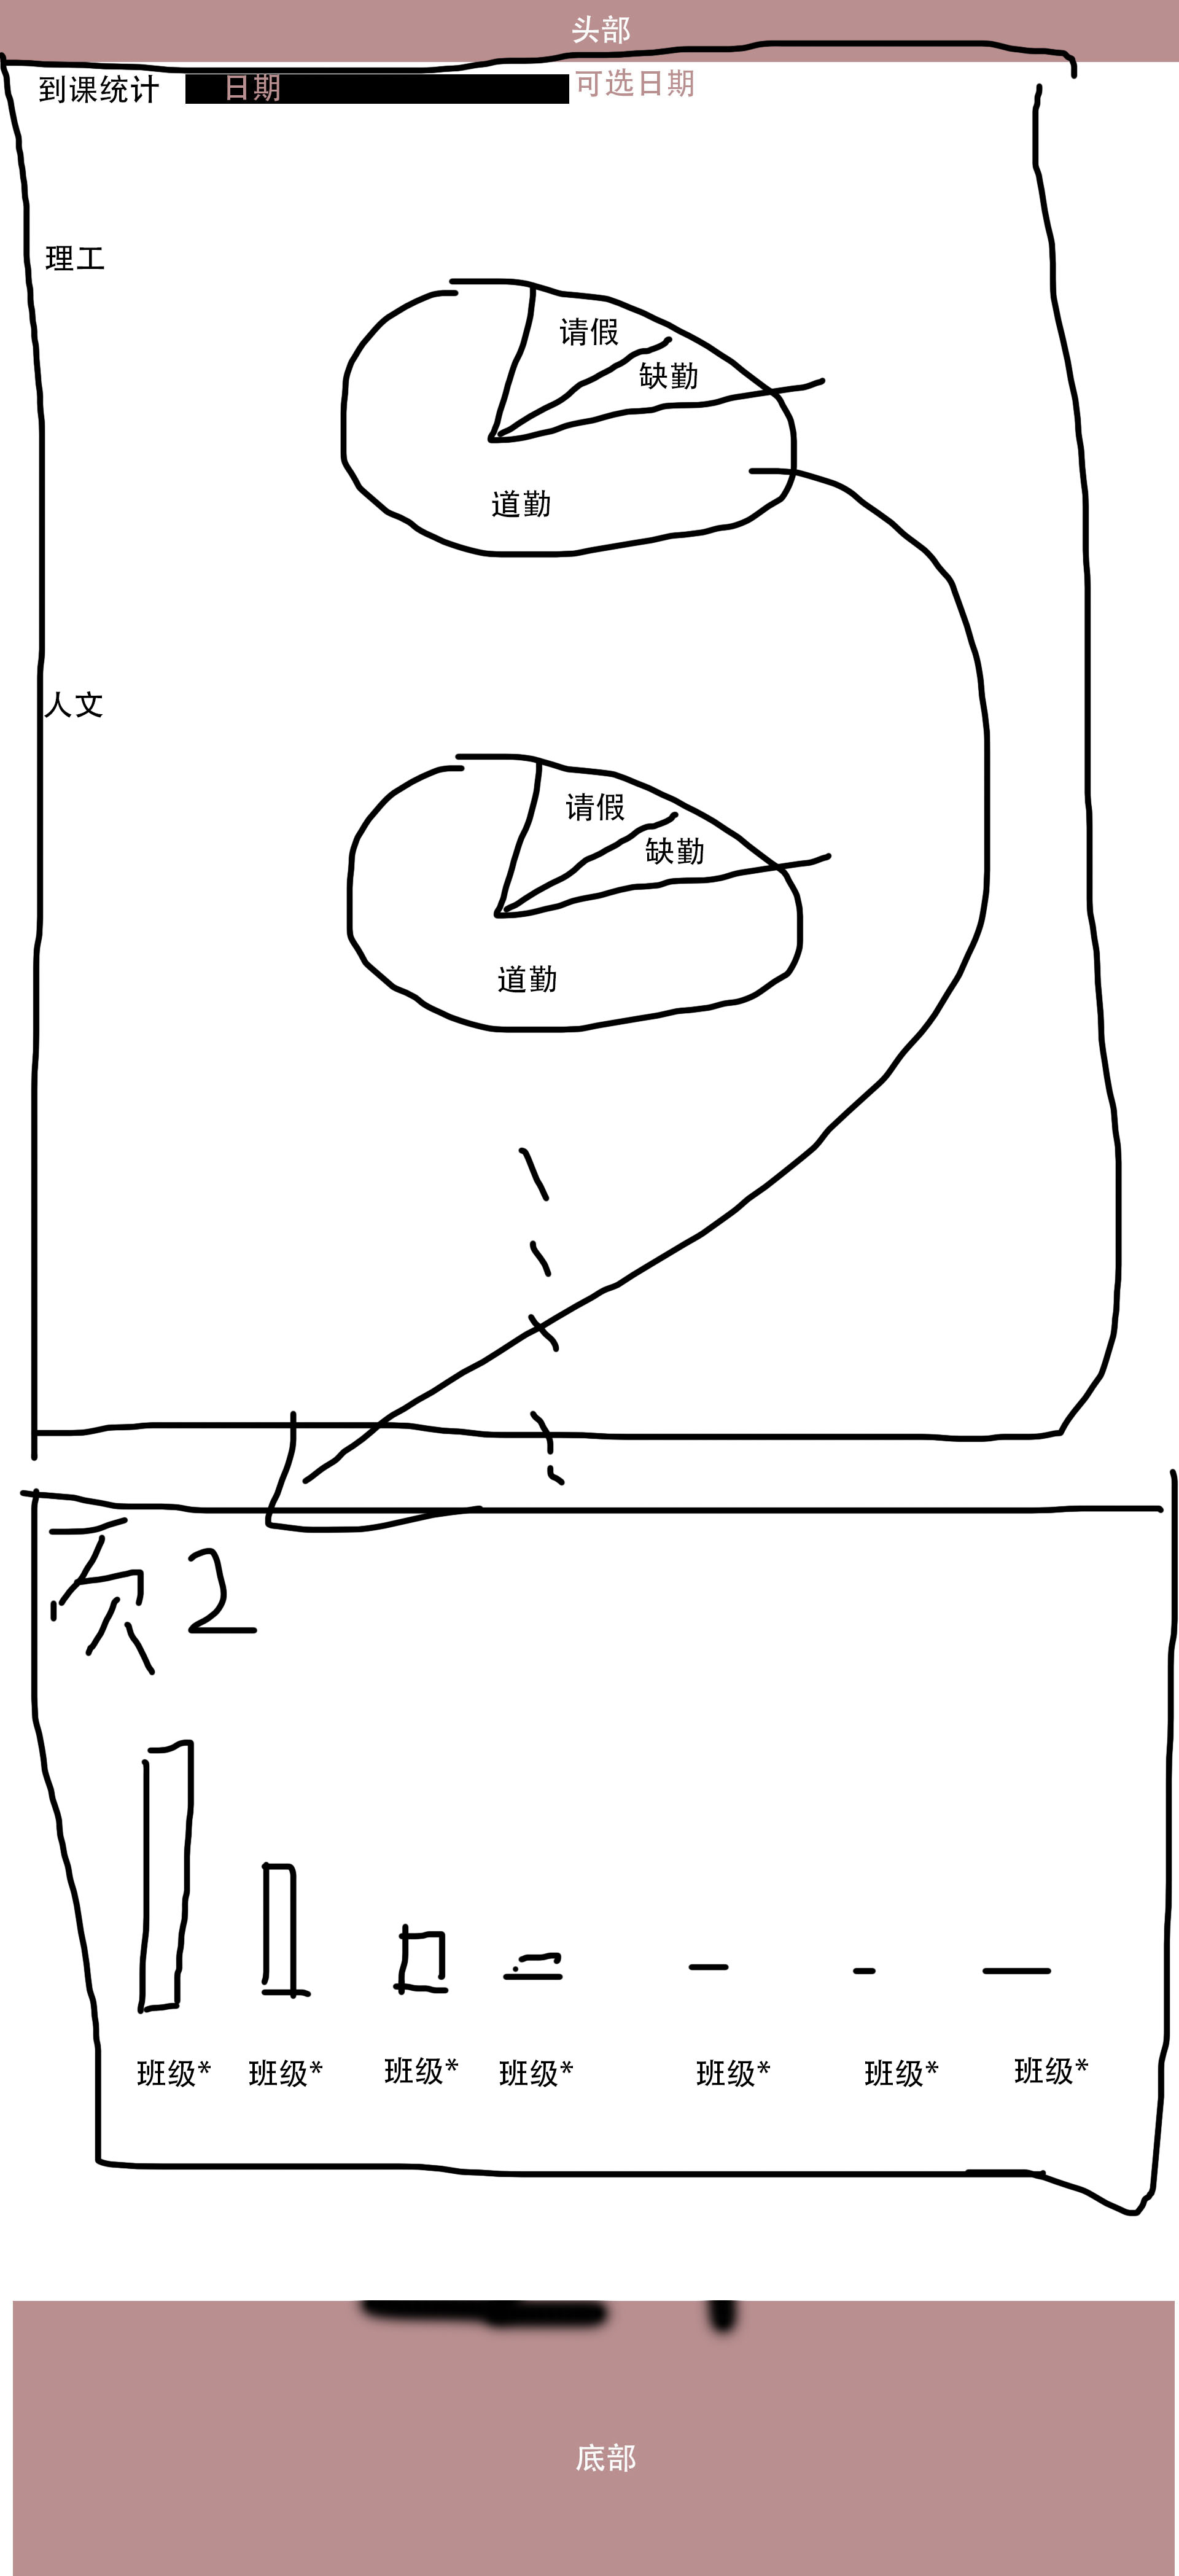 头部
到课统计 日期 可选日期
理工
请假
缺勤
道勤
人文
请假
缺勤
道勤
页2
班级* 班级* 班级* 班级* 班级* 班级* 班级*
底部